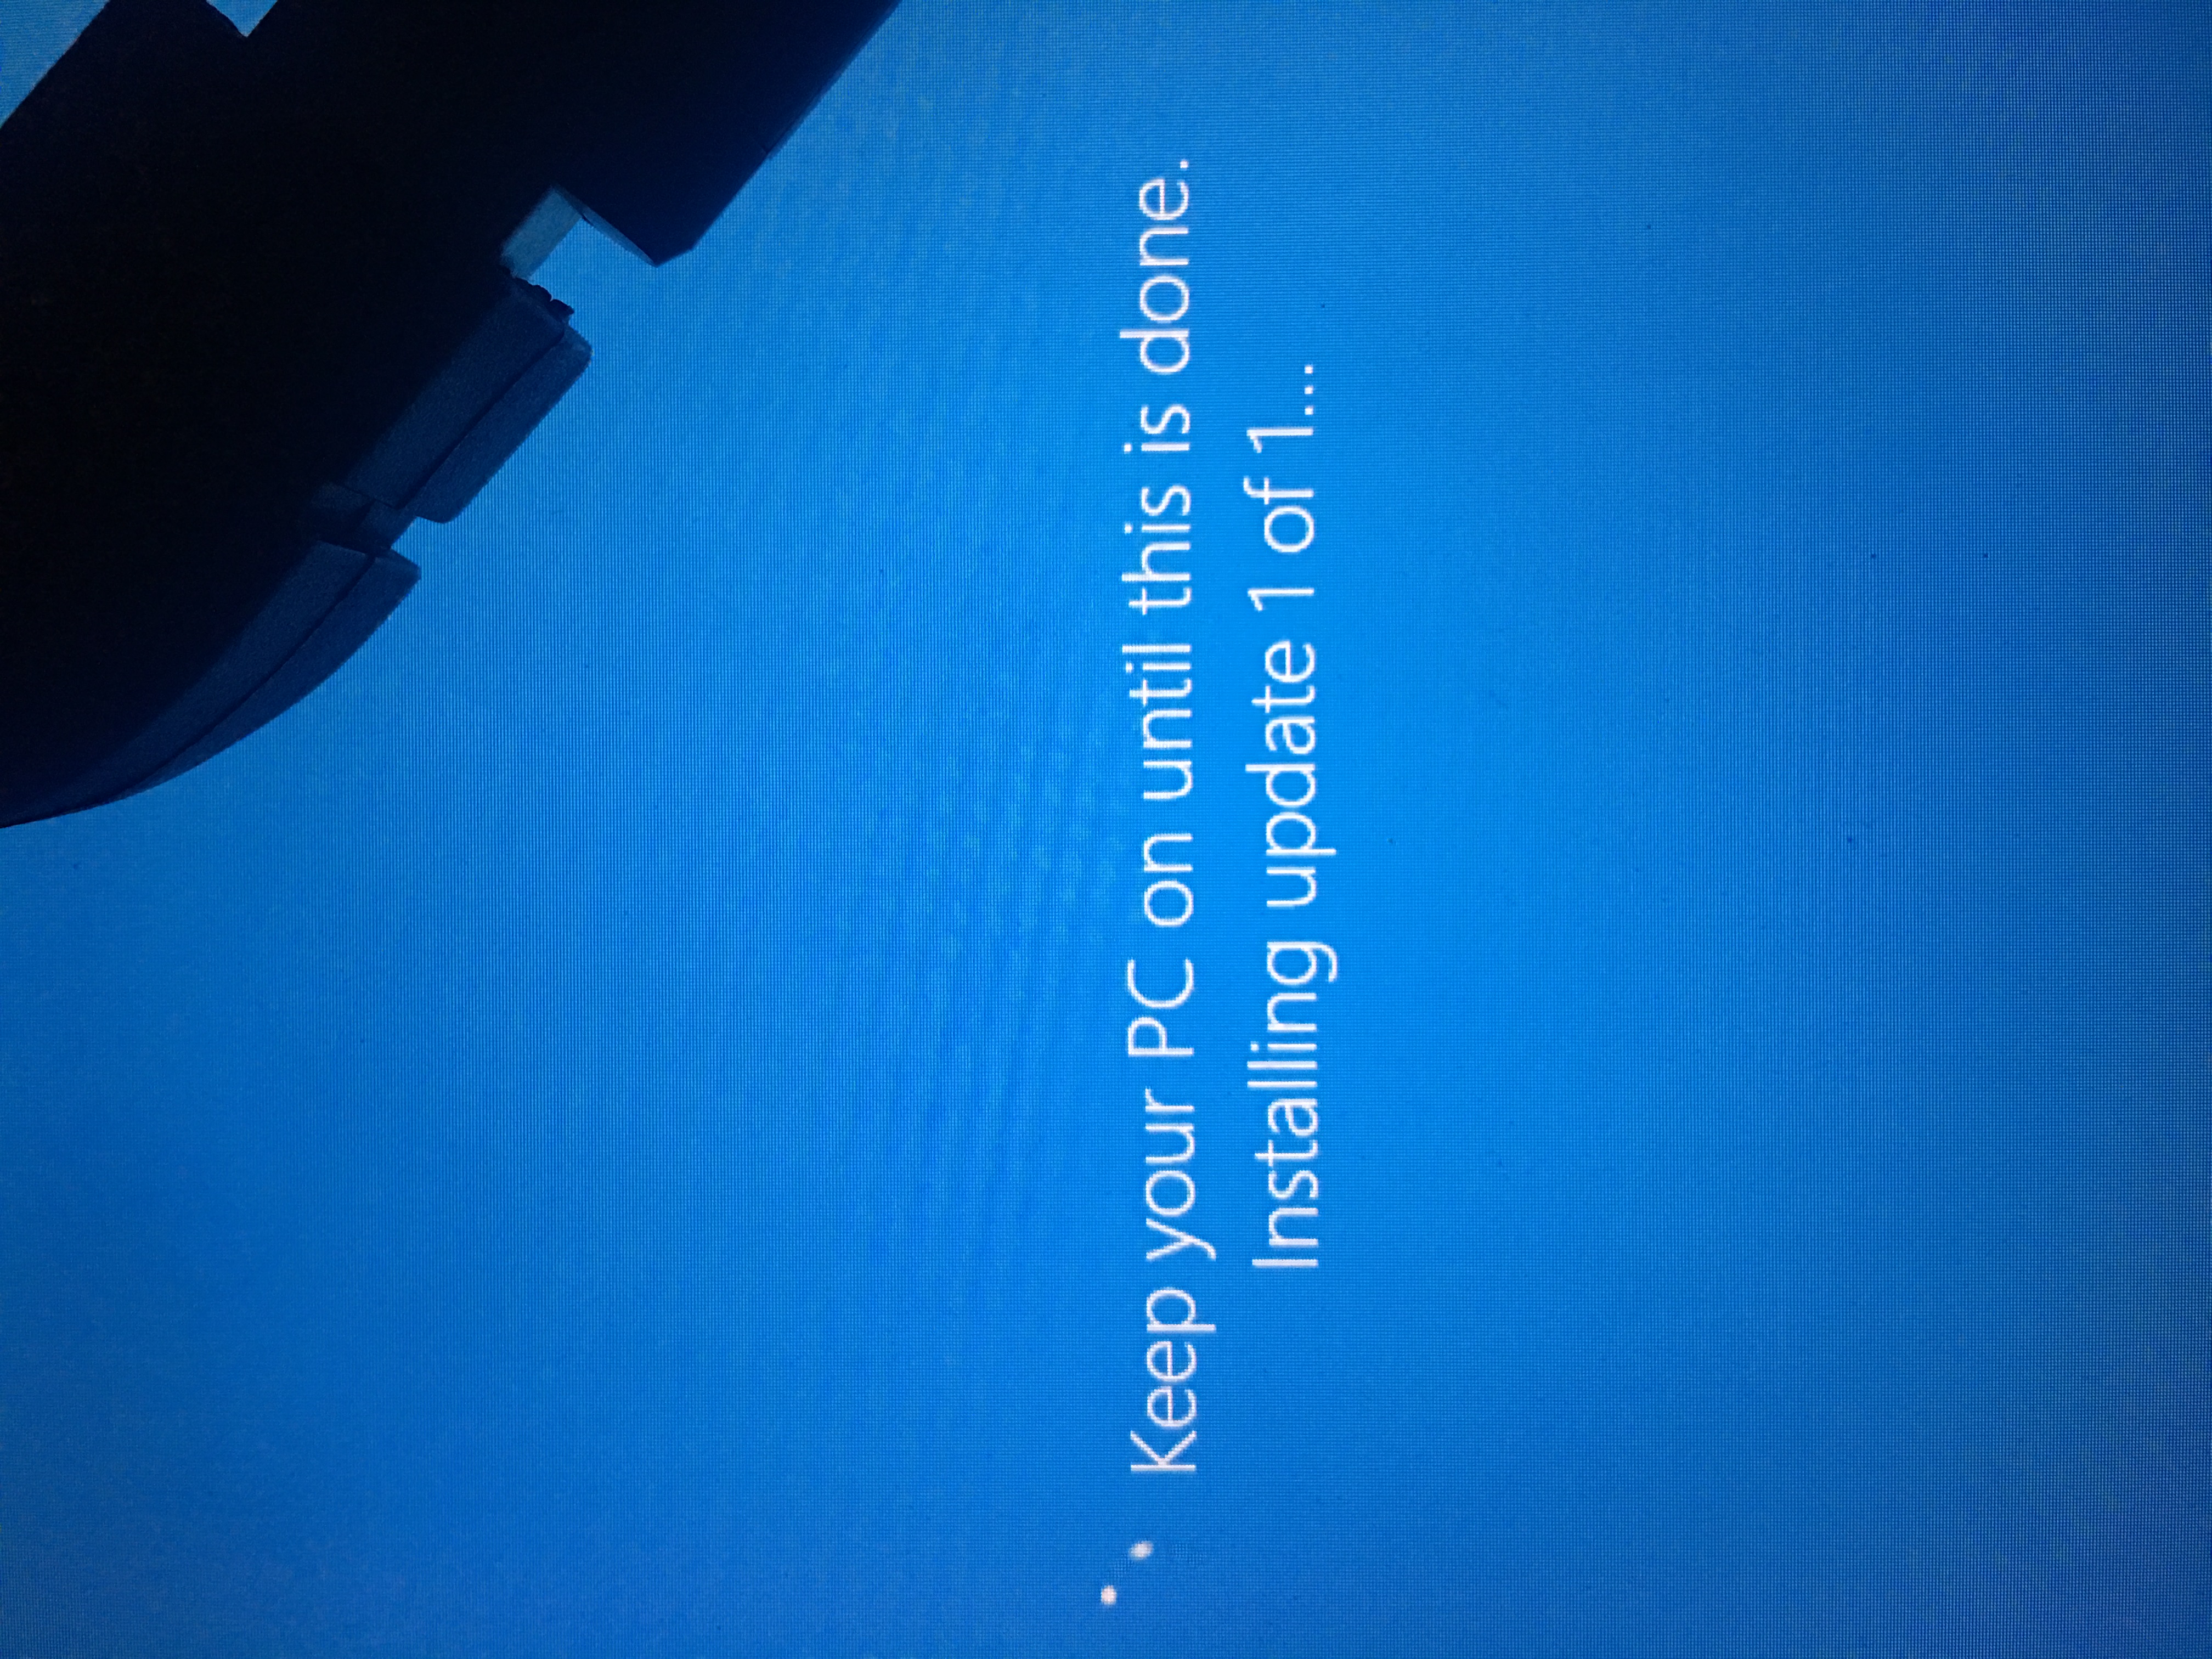 Keep your PC on until this is done.
Installing update 1 of 1...